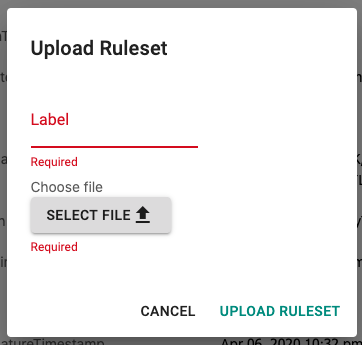 Upload Ruleset
Label
Required
Choose file
SELECT FILE
Required
CANCEL
UPLOAD RULESET
atureTimestamp
Apr 06, 2020 10:32 pm